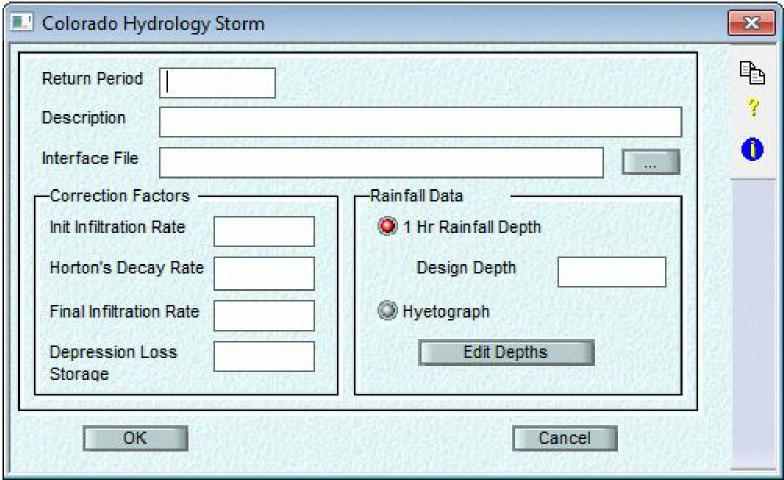 Colorado Hydrology Storm
Return Period
Description
Interface File
...
Correction Factors
Init Infiltration Rate
Horton's Decay Rate
Final Infiltration Rate
Depression Loss
Storage
Rainfall Data
1 Hr Rainfall Depth
Design Depth
Hyetograph
Edit Depths
OK
Cancel
?
i